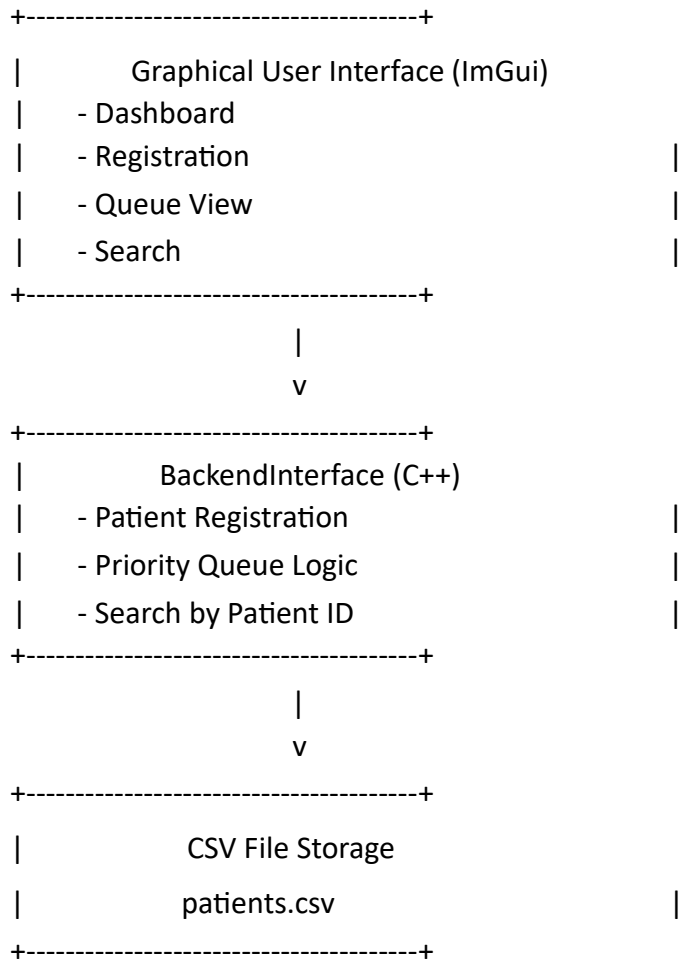 +----------------------------------------+
| Graphical User Interface (ImGui)
| - Dashboard
| - Registration |
| - Queue View |
| - Search |
+----------------------------------------+
|
v
+----------------------------------------+
| BackendInterface (C++)
| - Patient Registration |
| - Priority Queue Logic |
| - Search by Patient ID |
+----------------------------------------+
|
v
+----------------------------------------+
| CSV File Storage
| patients.csv |
+----------------------------------------+